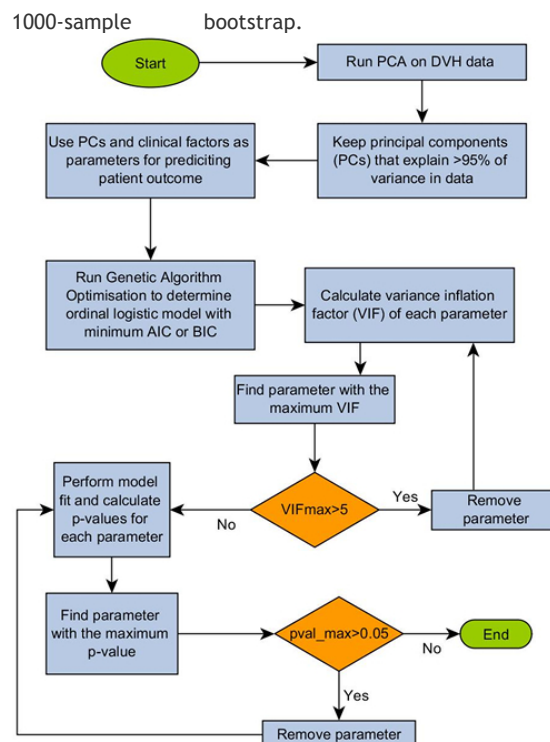 1000-sample bootstrap.
Start
Run PCA on DVH data
Use PCs and clinical factors as
parameters for prediciting
patient outcome
Keep principal components
(PCs) that explain >95% of
variance in data
Run Genetic Algorithm
Optimisation to determine
ordinal logistic model with
minimum AIC or BIC
Calculate variance inflation
factor (VIF) of each parameter
Find parameter with the
maximum VIF
Perform model
fit and calculate
p-values for
each parameter
No
VIFmax>5
Yes
Remove
parameter
Find parameter
with the maximum
p-value
pval_max>0.05
No
End
Yes
Remove parameter